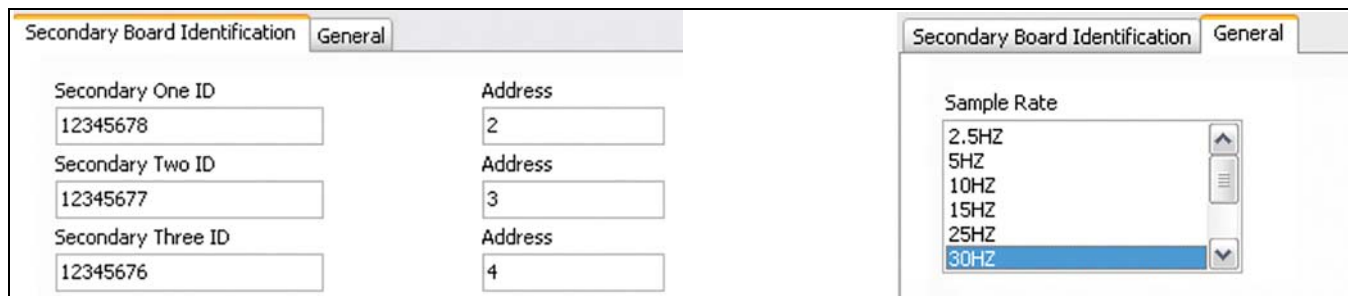 Secondary Board Identification General
Secondary One ID Address
12345678 2
Secondary Two ID Address
12345677 3
Secondary Three ID Address
12345676 4
Secondary Board Identification General
Sample Rate
2.5HZ
5HZ
10HZ
15HZ
25HZ
30HZ